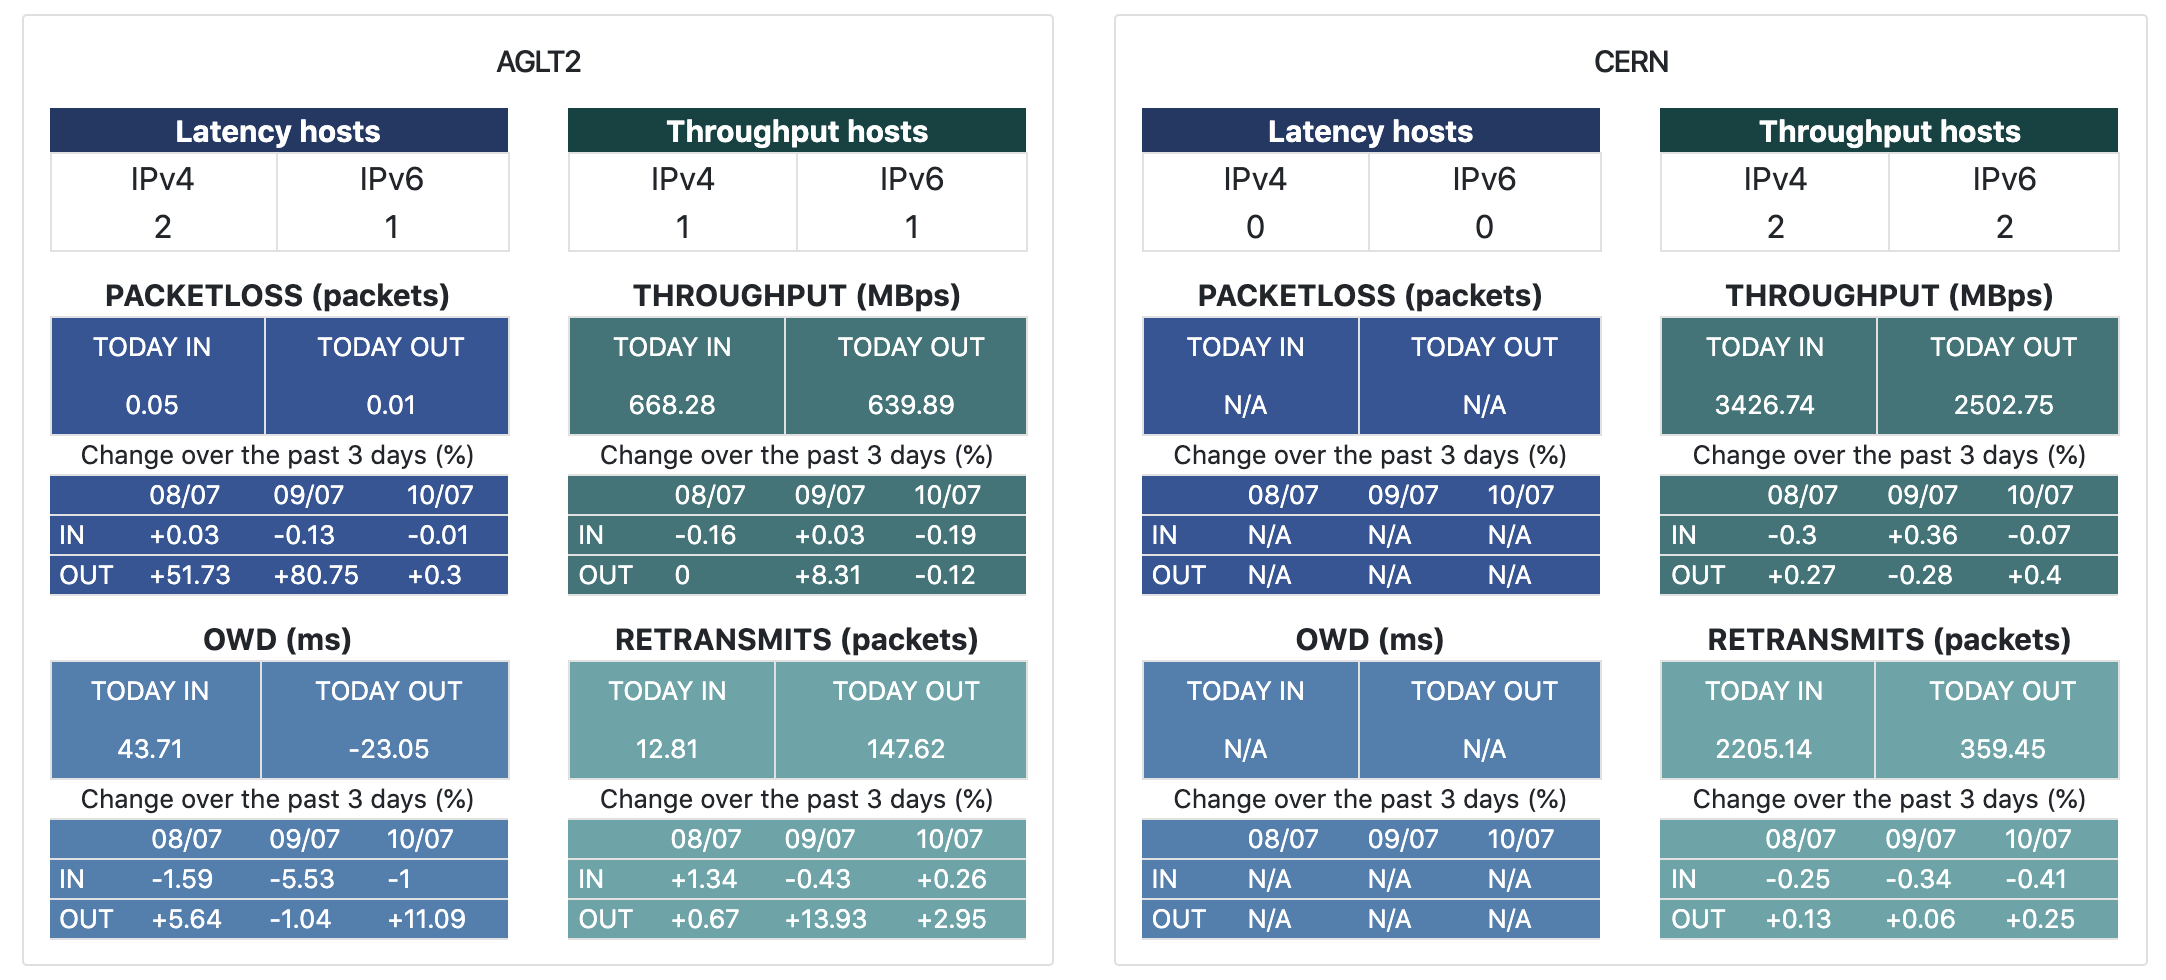 AGLT2
Latency hosts
IPv4 IPv6
2 1
PACKETLOSS (packets)
TODAY IN TODAY OUT
0.05 0.01
Change over the past 3 days (%)
08/07 09/07 10/07
IN +0.03 -0.13 -0.01
OUT +51.73 +80.75 +0.3
OWD (ms)
TODAY IN TODAY OUT
43.71 -23.05
Change over the past 3 days (%)
08/07 09/07 10/07
IN -1.59 -5.53 -1
OUT +5.64 -1.04 +11.09
Throughput hosts
IPv4 IPv6
1 1
THROUGHPUT (MBps)
TODAY IN TODAY OUT
668.28 639.89
Change over the past 3 days (%)
08/07 09/07 10/07
IN -0.16 +0.03 -0.19
OUT 0 +8.31 -0.12
RETRANSMITS (packets)
TODAY IN TODAY OUT
12.81 147.62
Change over the past 3 days (%)
08/07 09/07 10/07
IN +1.34 -0.43 +0.26
OUT +0.67 +13.93 +2.95
CERN
Latency hosts
IPv4 IPv6
0 0
PACKETLOSS (packets)
TODAY IN TODAY OUT
N/A N/A
Change over the past 3 days (%)
08/07 09/07 10/07
IN N/A N/A N/A
OUT N/A N/A N/A
OWD (ms)
TODAY IN TODAY OUT
N/A N/A
Change over the past 3 days (%)
08/07 09/07 10/07
IN N/A N/A N/A
OUT N/A N/A N/A
Throughput hosts
IPv4 IPv6
2 2
THROUGHPUT (MBps)
TODAY IN TODAY OUT
3426.74 2502.75
Change over the past 3 days (%)
08/07 09/07 10/07
IN -0.3 +0.36 -0.07
OUT +0.27 -0.28 +0.4
RETRANSMITS (packets)
TODAY IN TODAY OUT
2205.14 359.45
Change over the past 3 days (%)
08/07 09/07 10/07
IN -0.25 -0.34 -0.41
OUT +0.13 +0.06 +0.25